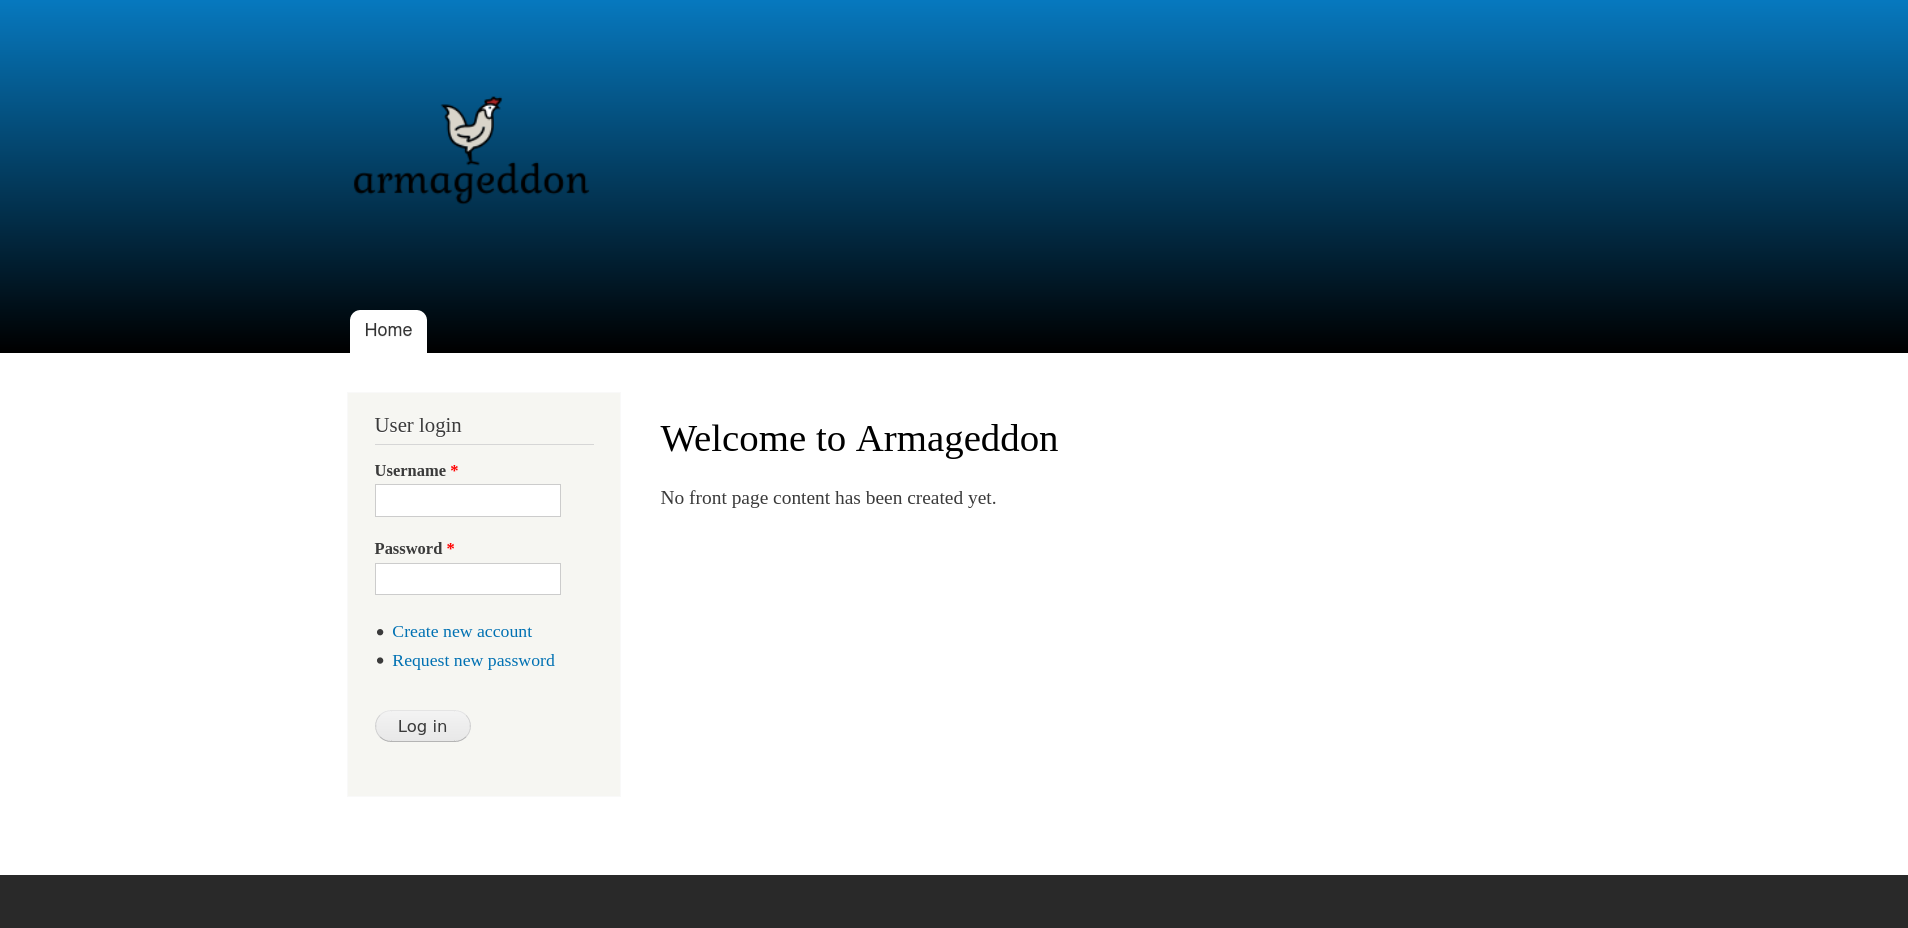 armageddon
Home
User login
Username *
Password *
Create new account
Request new password
Log in
Welcome to Armageddon
No front page content has been created yet.